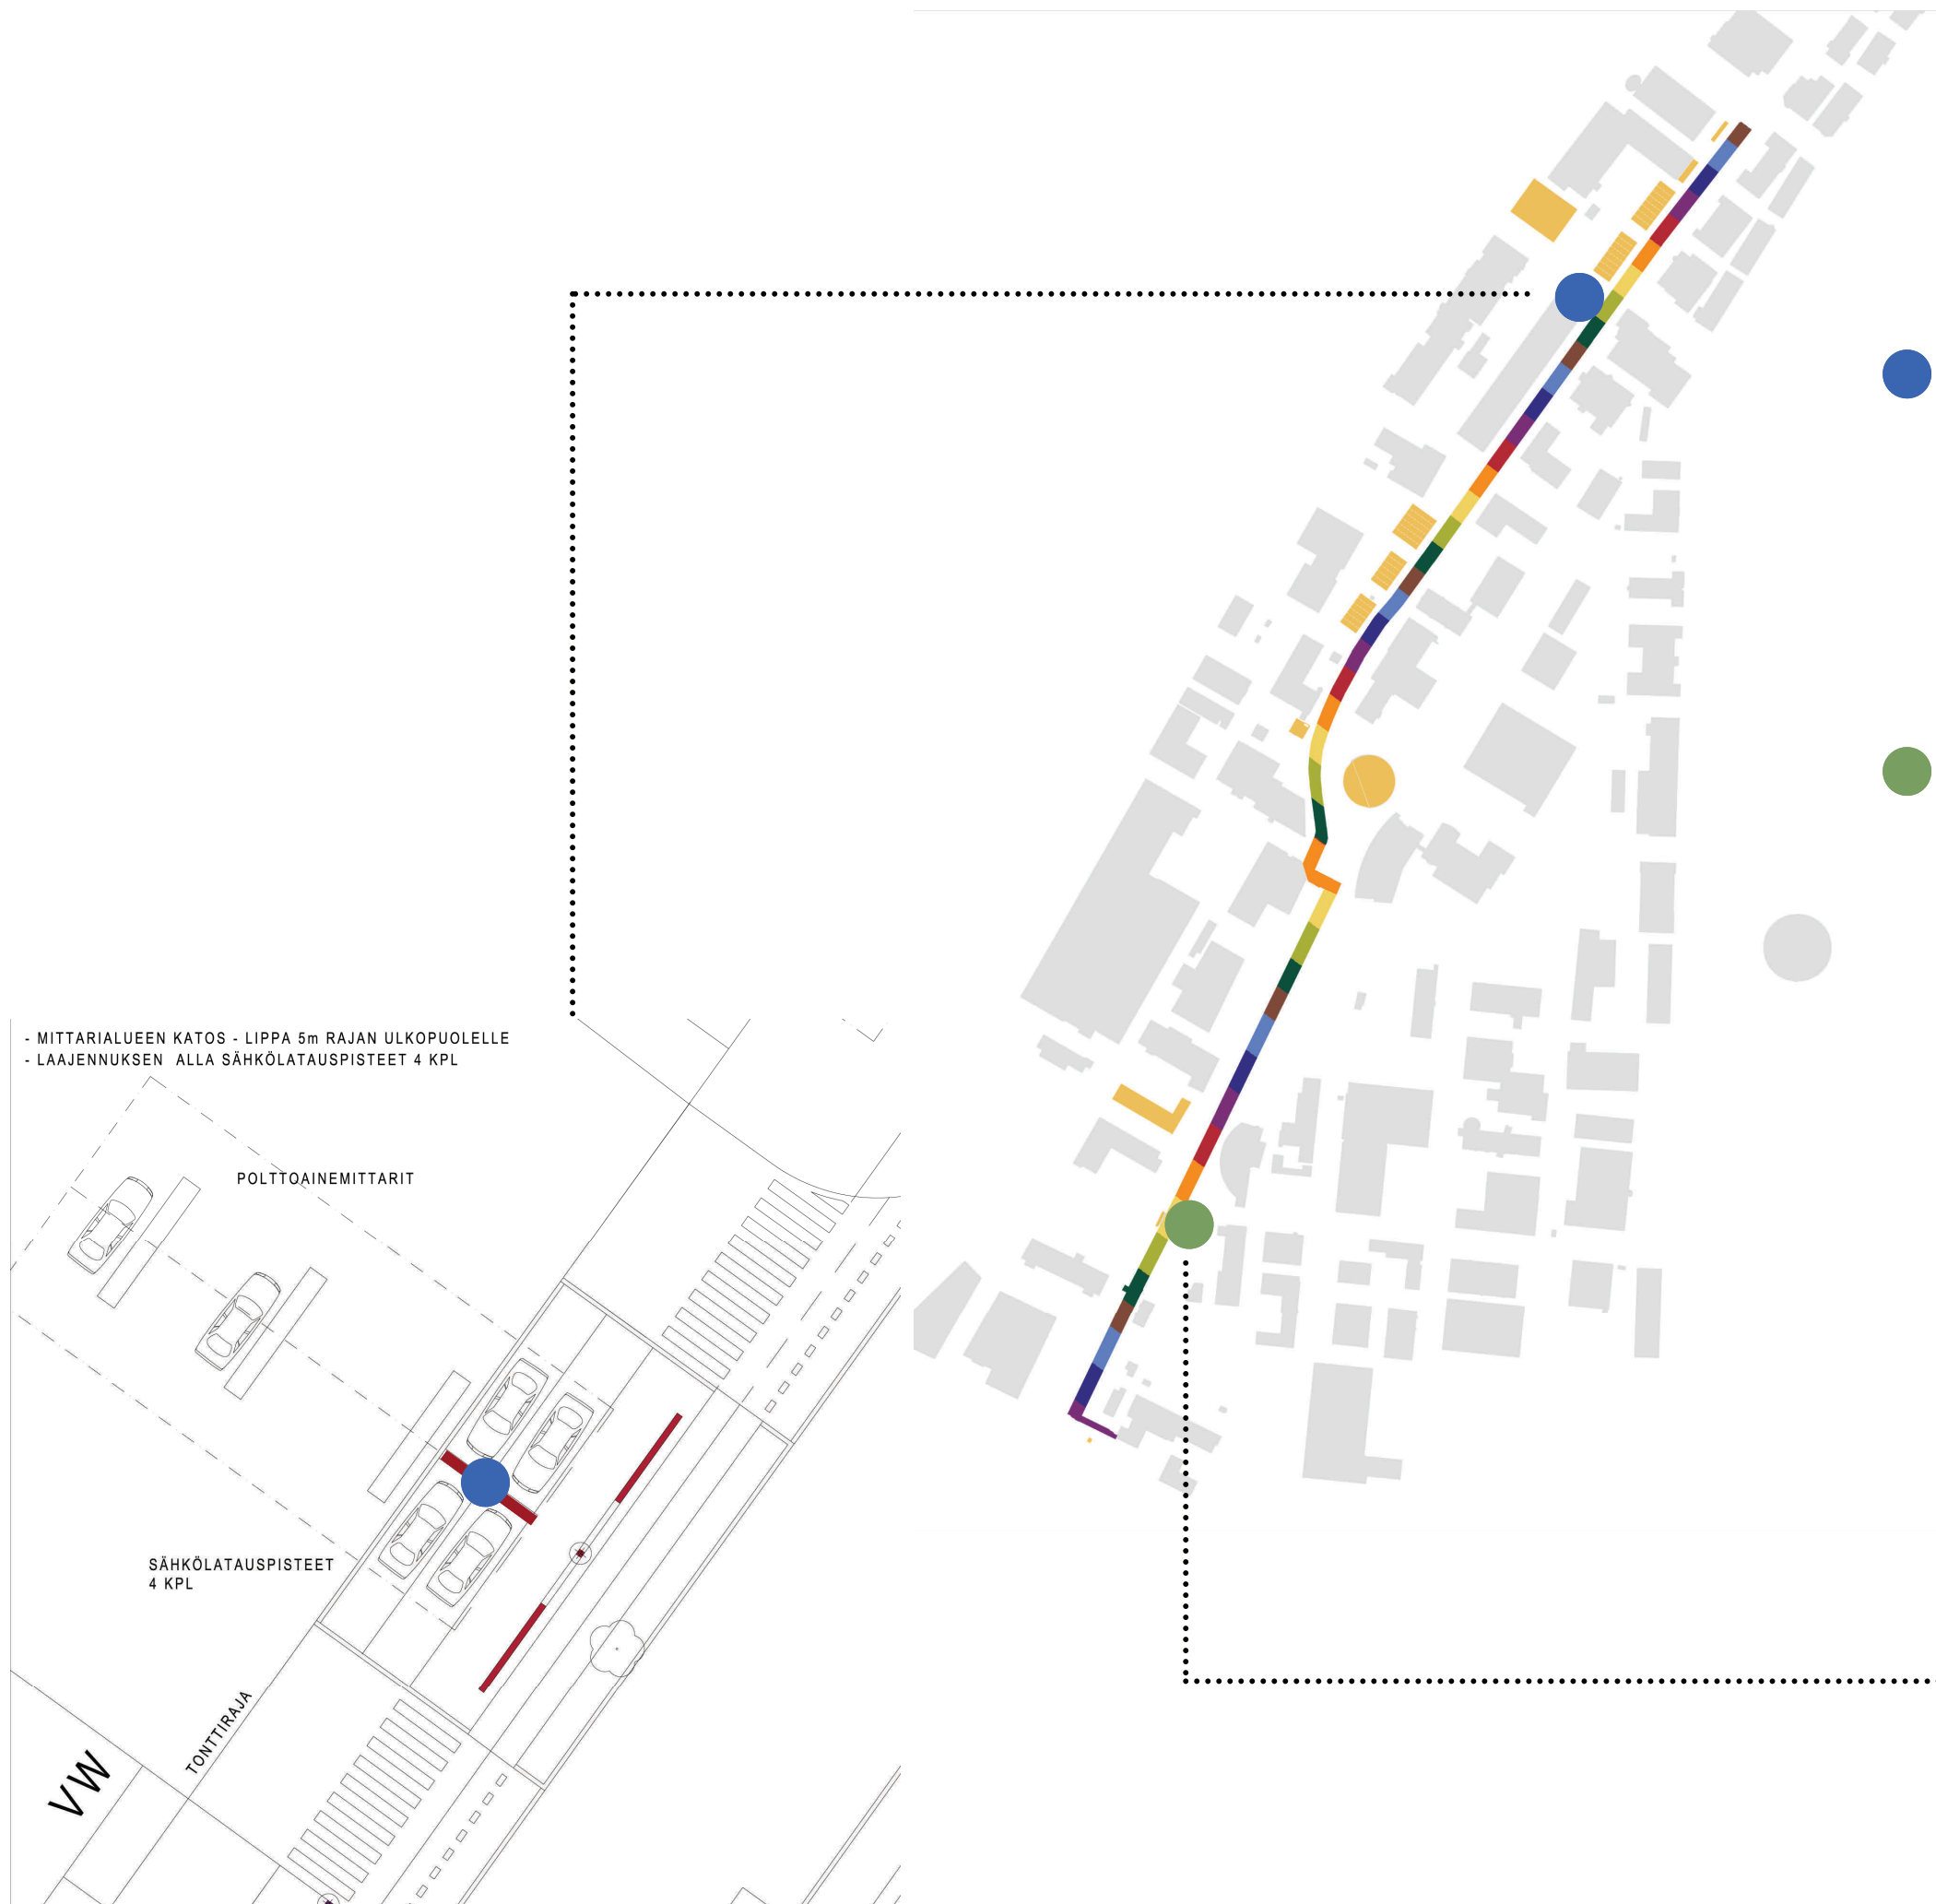 - MITTARIALUEEN KATOS - LIPPA 5m RAJAN ULKOPUOLELLE
- LAAJENNUKSEN ALLA SÄHKÖLATAUSPISTEET 4 KPL
POLTTOAINEMITTARIT
SÄHKÖLATAUSPISTEET
4 KPL
TONTTIRAJA
VW